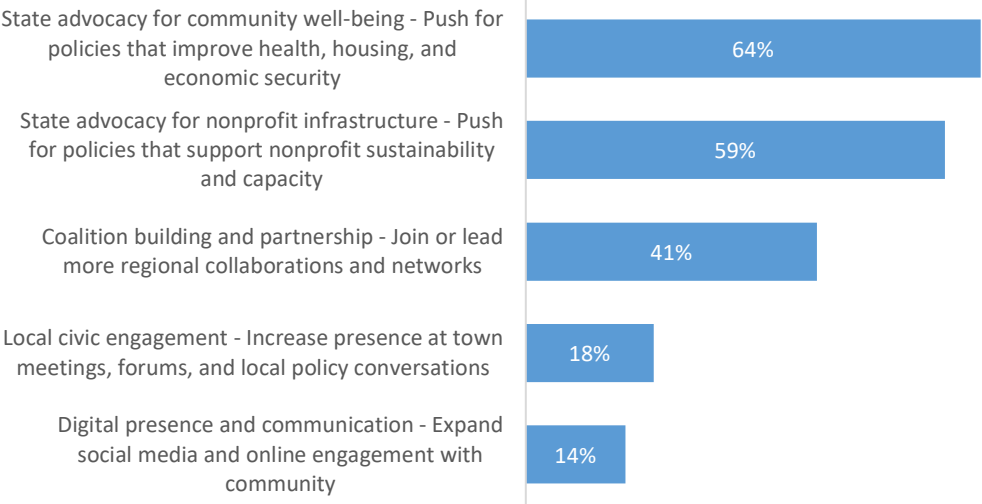 State advocacy for community well-being - Push for
policies that improve health, housing, and
economic security
64%
State advocacy for nonprofit infrastructure - Push
for policies that support nonprofit sustainability
and capacity
59%
Coalition building and partnership - Join or lead
more regional collaborations and networks
41%
Local civic engagement - Increase presence at town
meetings, forums, and local policy conversations
18%
Digital presence and communication - Expand
social media and online engagement with
community
14%